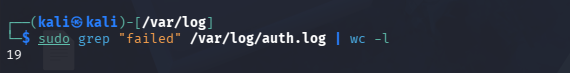 ┌──(kali㉿kali)-[/var/log]
└─$ sudo grep "failed" /var/log/auth.log | wc -l
19